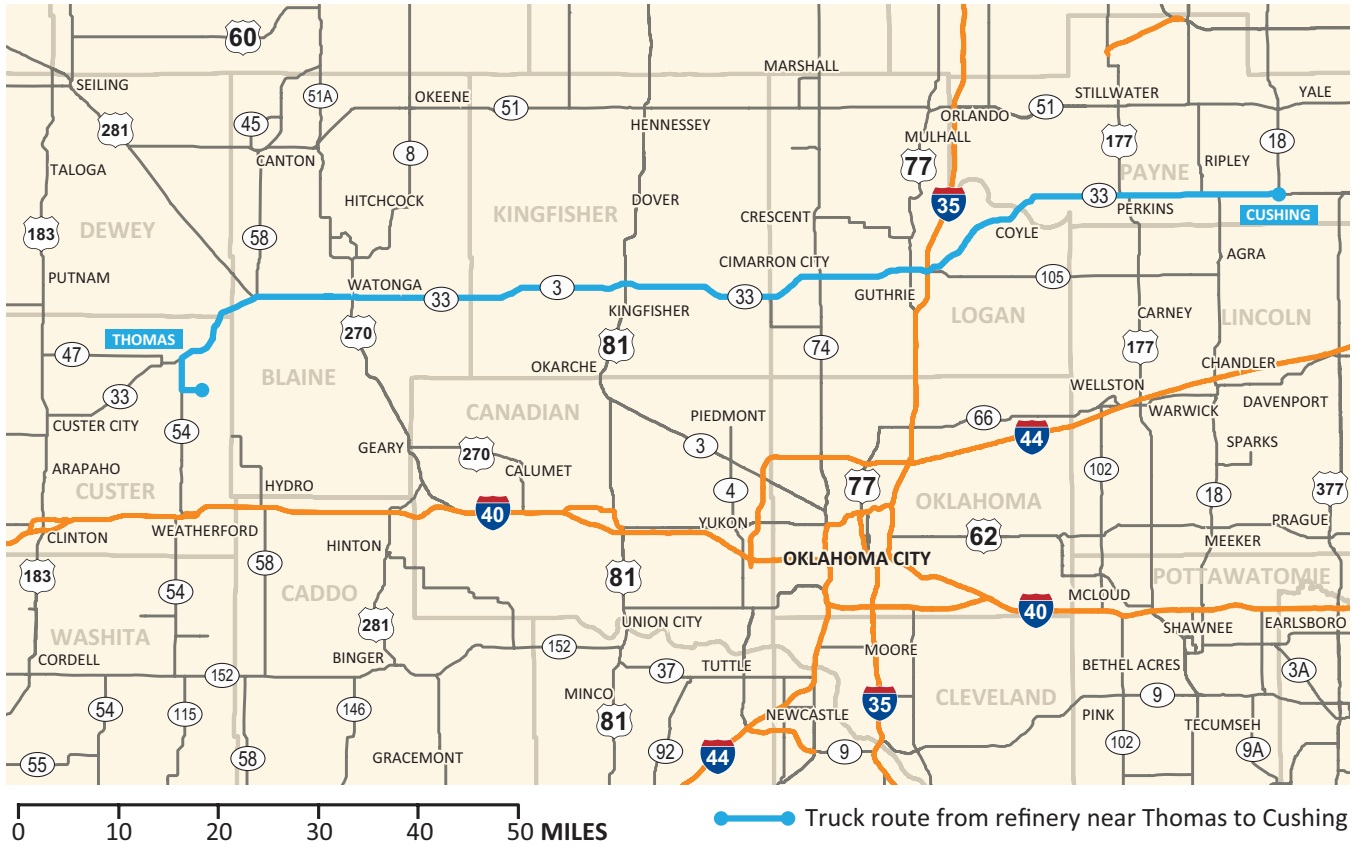 60
MARSHALL
SEILING
51A
OKEENE
51
STILLWATER
YALE
281
45
HENNESSEY
ORLANDO
51
MULHALL
177
18
CANTON
8
77
RIPLEY
TALOGA
PAYNE
HITCHCOCK
DOVER
35
33
PERKINS
KINGFISHER
CRESCENT
CUSHING
DEWEY
183
58
COYLE
CIMARRON CITY
AGRA
PUTNAM
WATONGA
33
3
33
GUTHRIE
105
KINGFISHER
LOGAN
CARNEY
LINCOLN
THOMAS
270
81
74
177
47
OKARCHE
CHANDLER
BLAINE
WELLSTON
33
CANADIAN
PIEDMONT
66
WARWICK
DAVENPORT
CUSTER CITY
54
3
44
GEARY
270
SPARKS
ARAPAHO
CALUMET
102
CUSTER
HYDRO
4
77
OKLAHOMA
18
377
40
YUKON
PRAGUE
WEATHERFORD
CLINTON
62
MEEKER
HINTON
OKLAHOMA CITY
183
58
81
POTTAWATOMIE
54
CADDO
MCLOUD
40
281
UNION CITY
SHAWNEE
EARLSBORO
WASHITA
152
MOORE
CORDELL
BINGER
TUTTLE
BETHEL ACRES
3A
152
37
MINCO
CLEVELAND
9
54
115
146
81
35
NEWCASTLE
PINK
TECUMSEH
55
58
GRACEMONT
92
44
9
102
9A
0 10 20 30 40 50 MILES
Truck route from refinery near Thomas to Cushing